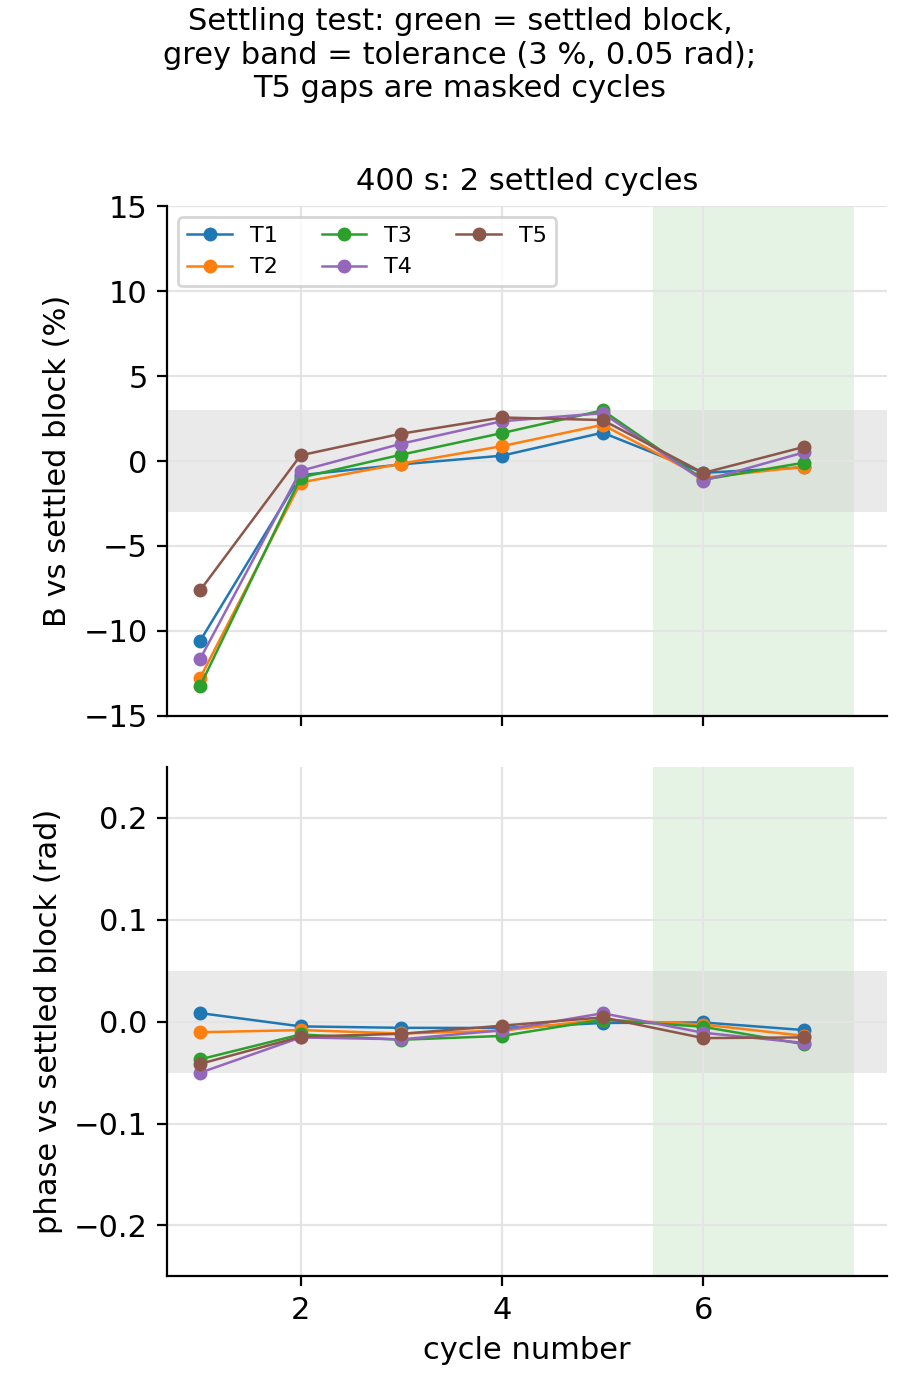 Settling test: green = settled block,
grey band = tolerance (3 %, 0.05 rad);
T5 gaps are masked cycles
400 s: 2 settled cycles
15
10
5
0
−5
−10
−15
B vs settled block (%)
T1 T3 T5
T2 T4
0.2
0.1
0.0
−0.1
−0.2
phase vs settled block (rad)
2 4 6
cycle number